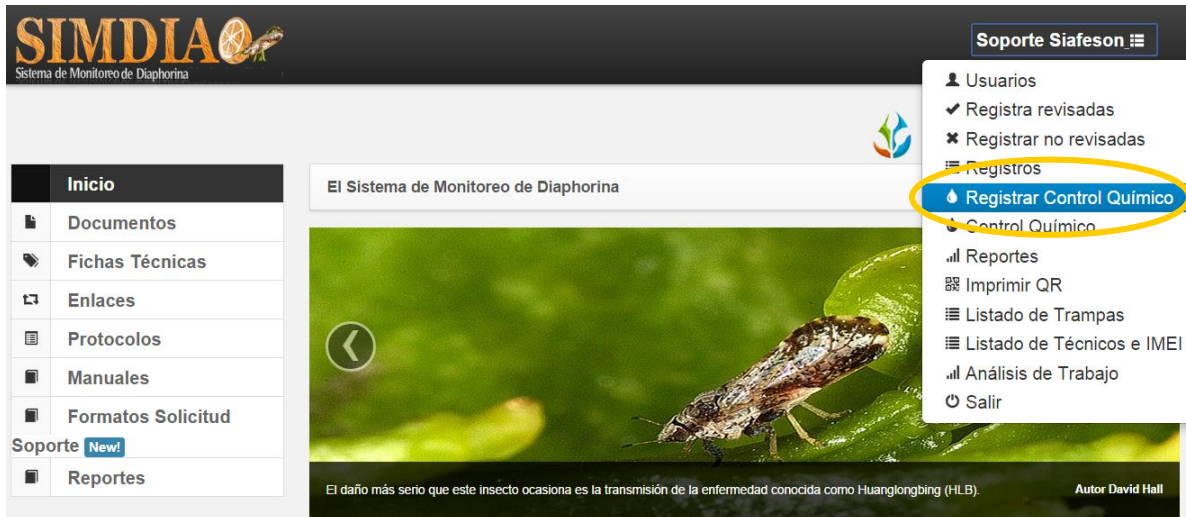 SIMDIA
Sistema de Monitoreo de Diaphorina
Soporte Siafeson
Usuarios
Registra revisadas
Registrar no revisadas
Registros
Registrar Control Químico
Control Químico
Reportes
Imprimir QR
Listado de Trampas
Listado de Técnicos e IMEI
Análisis de Trabajo
Salir
Inicio
Documentos
Fichas Técnicas
Enlaces
Protocolos
Manuales
Formatos Solicitud
Soporte New!
Reportes
El Sistema de Monitoreo de Diaphorina
El daño más serio que este insecto ocasiona es la transmisión de la enfermedad conocida como Huanglongbing (HLB).
Autor David Hall